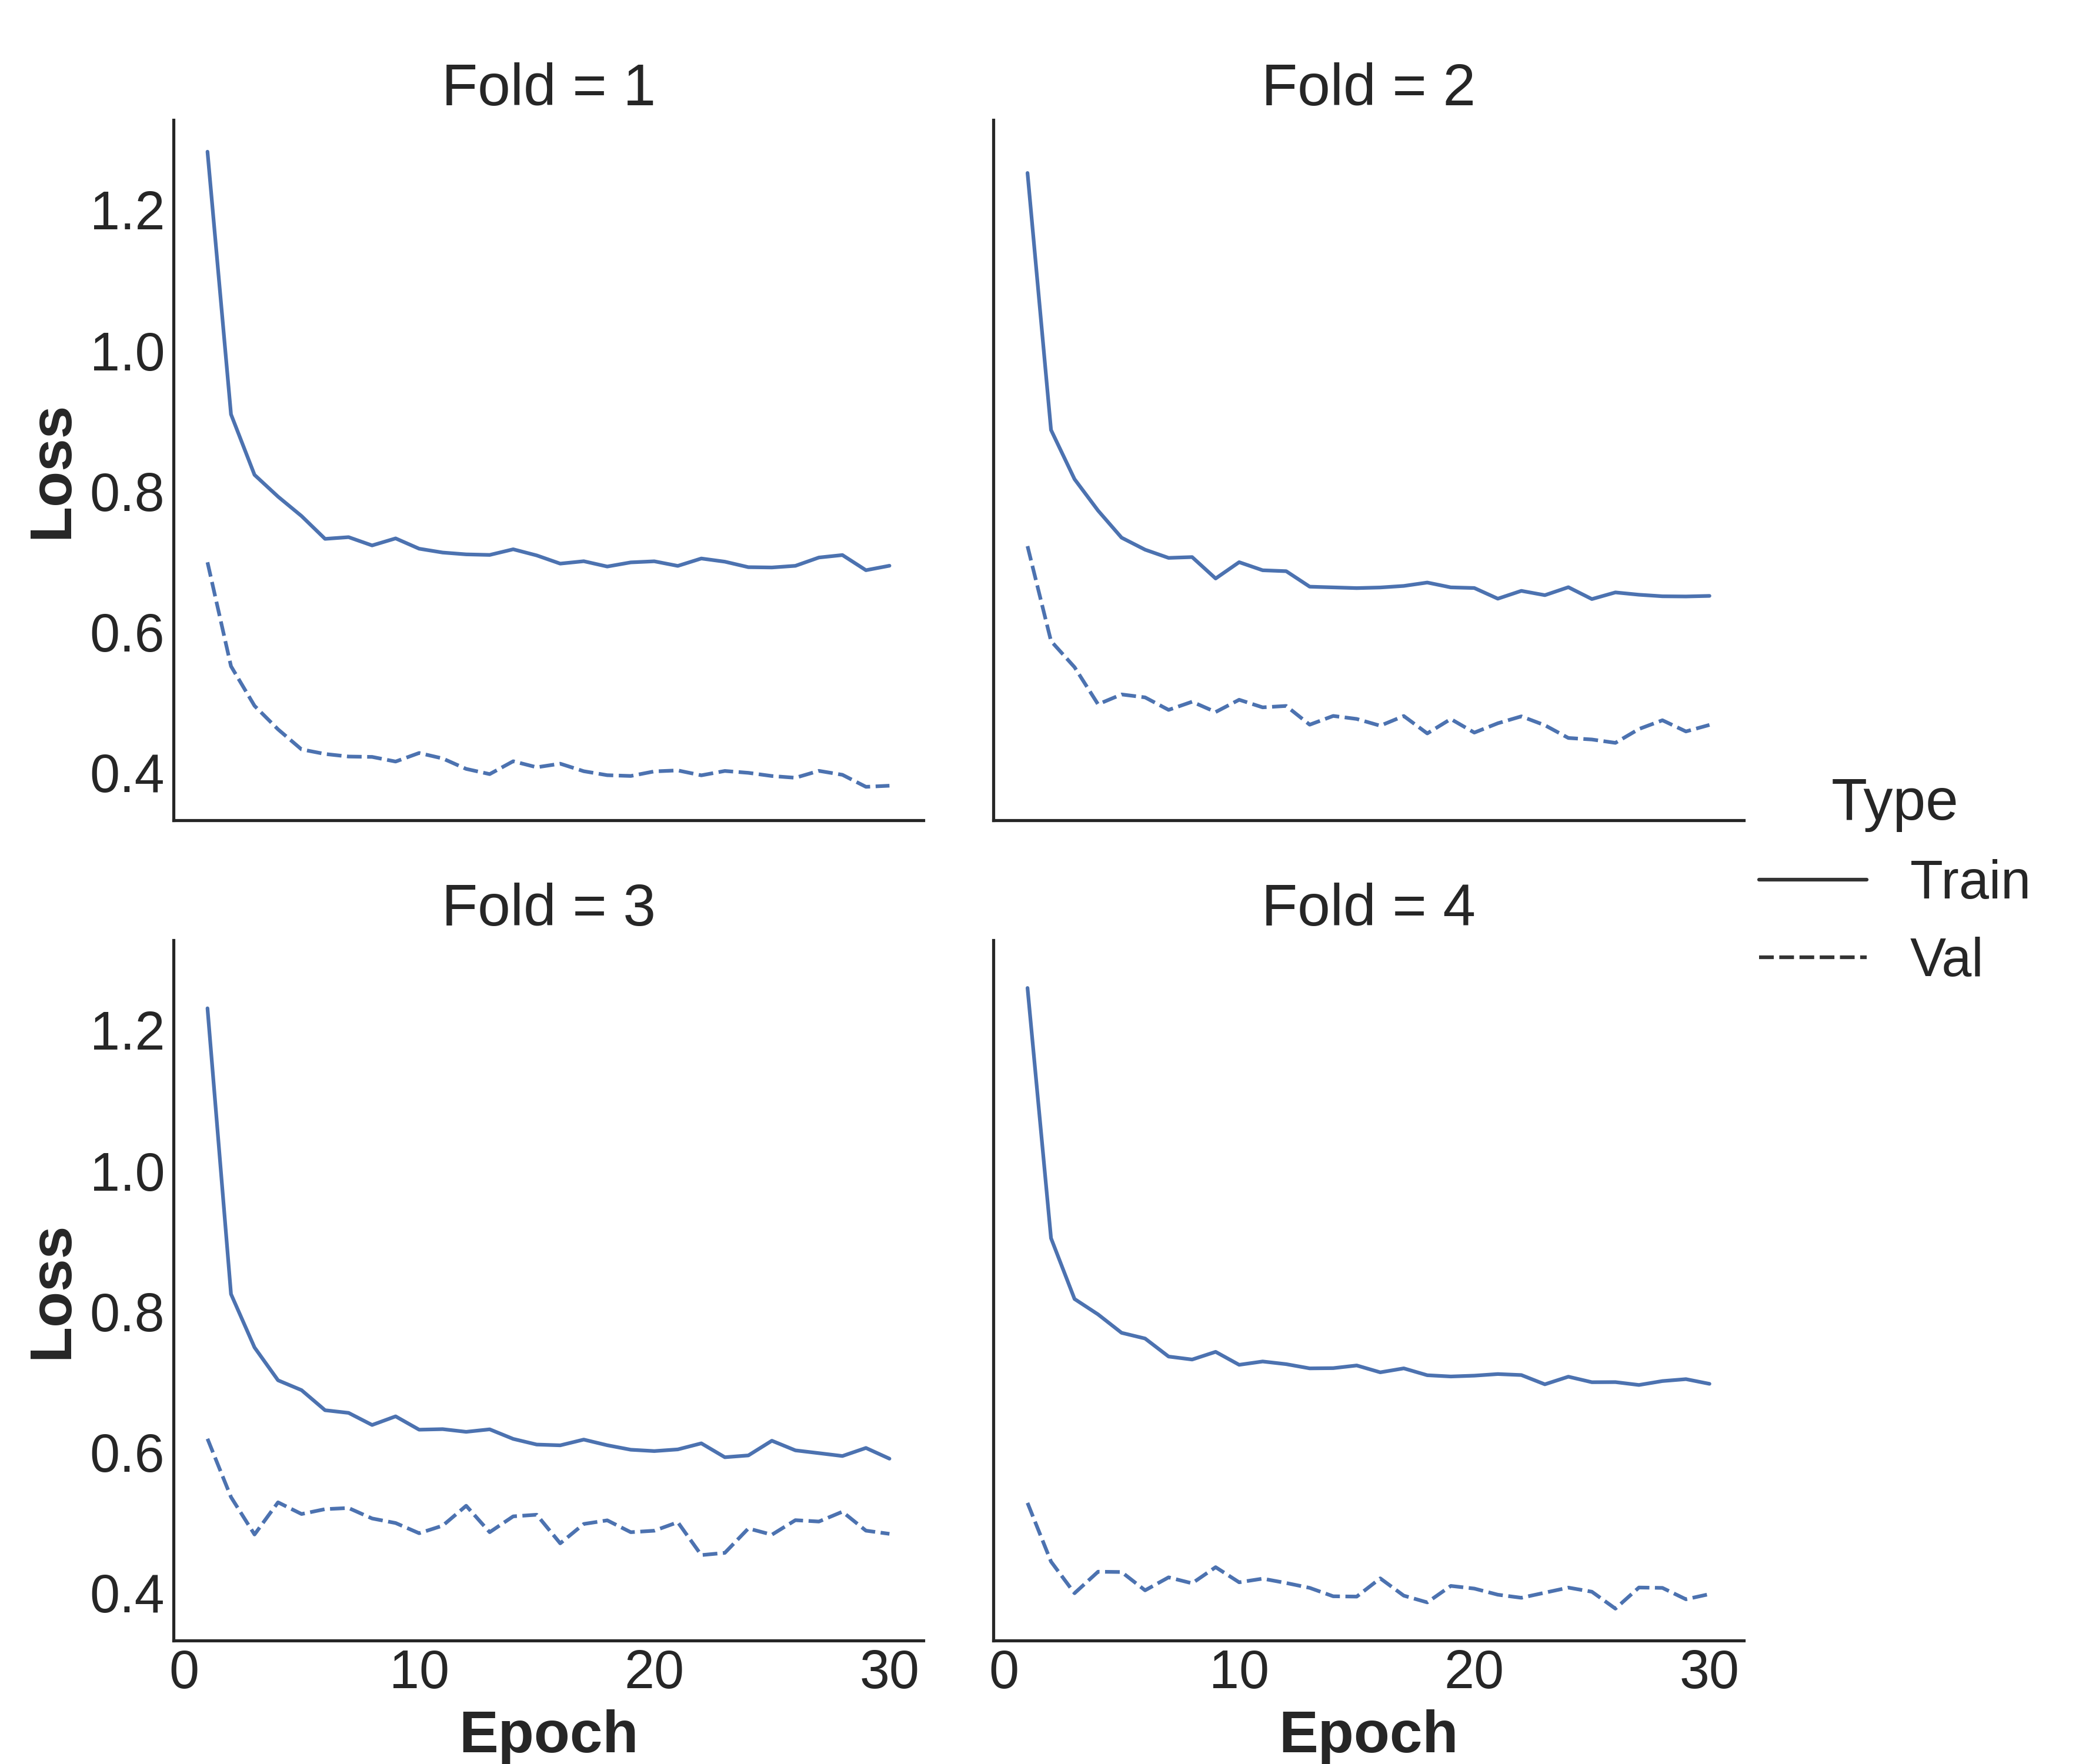 Fold = 1
Fold = 2
1.2
1.0
0.8
0.6
0.4
Loss
Type
Train
Val
Fold = 3
Fold = 4
1.2
1.0
0.8
0.6
0.4
Loss
0 10 20 30
0 10 20 30
Epoch
Epoch